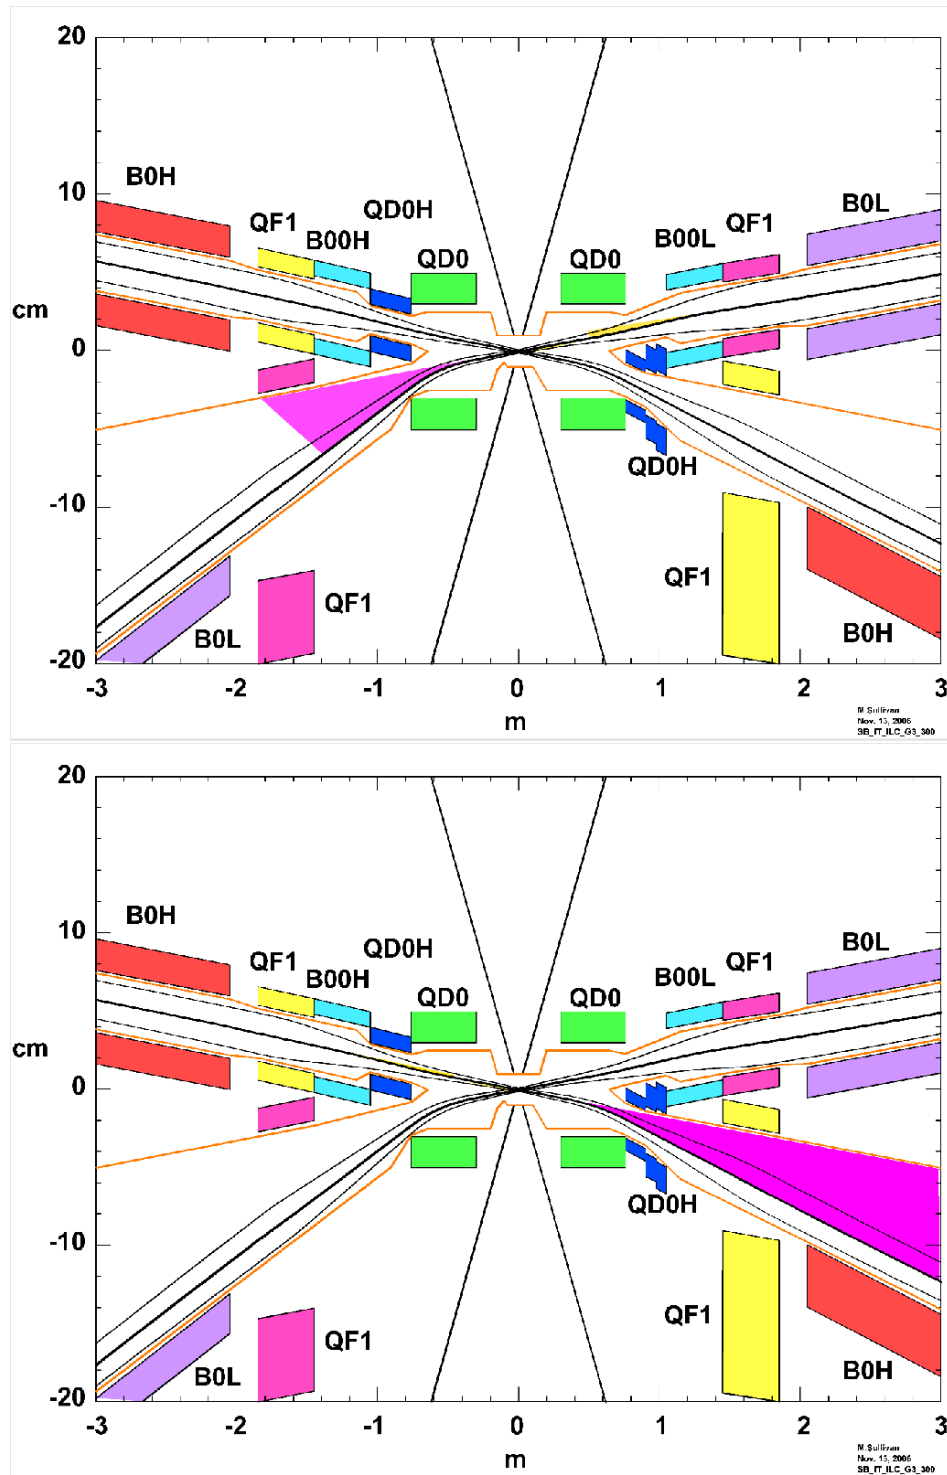 20
B0H
QD0H
QF1
B00H
QD0
QD0
B00L
QF1
B0L
10
cm
0
-10
QD0H
QF1
QF1
B0L
B0H
-20
-3
-2
-1
0
1
2
3
m
M.Sullivan
Nov. 13, 2006
SB_IT_ILC_G3_300
20
B0H
QD0H
QF1
B00H
QD0
QD0
B00L
QF1
B0L
10
cm
0
-10
QD0H
QF1
QF1
B0L
B0H
-20
-3
-2
-1
0
1
2
3
m
M.Sullivan
Nov. 13, 2006
SB_IT_ILC_G3_300